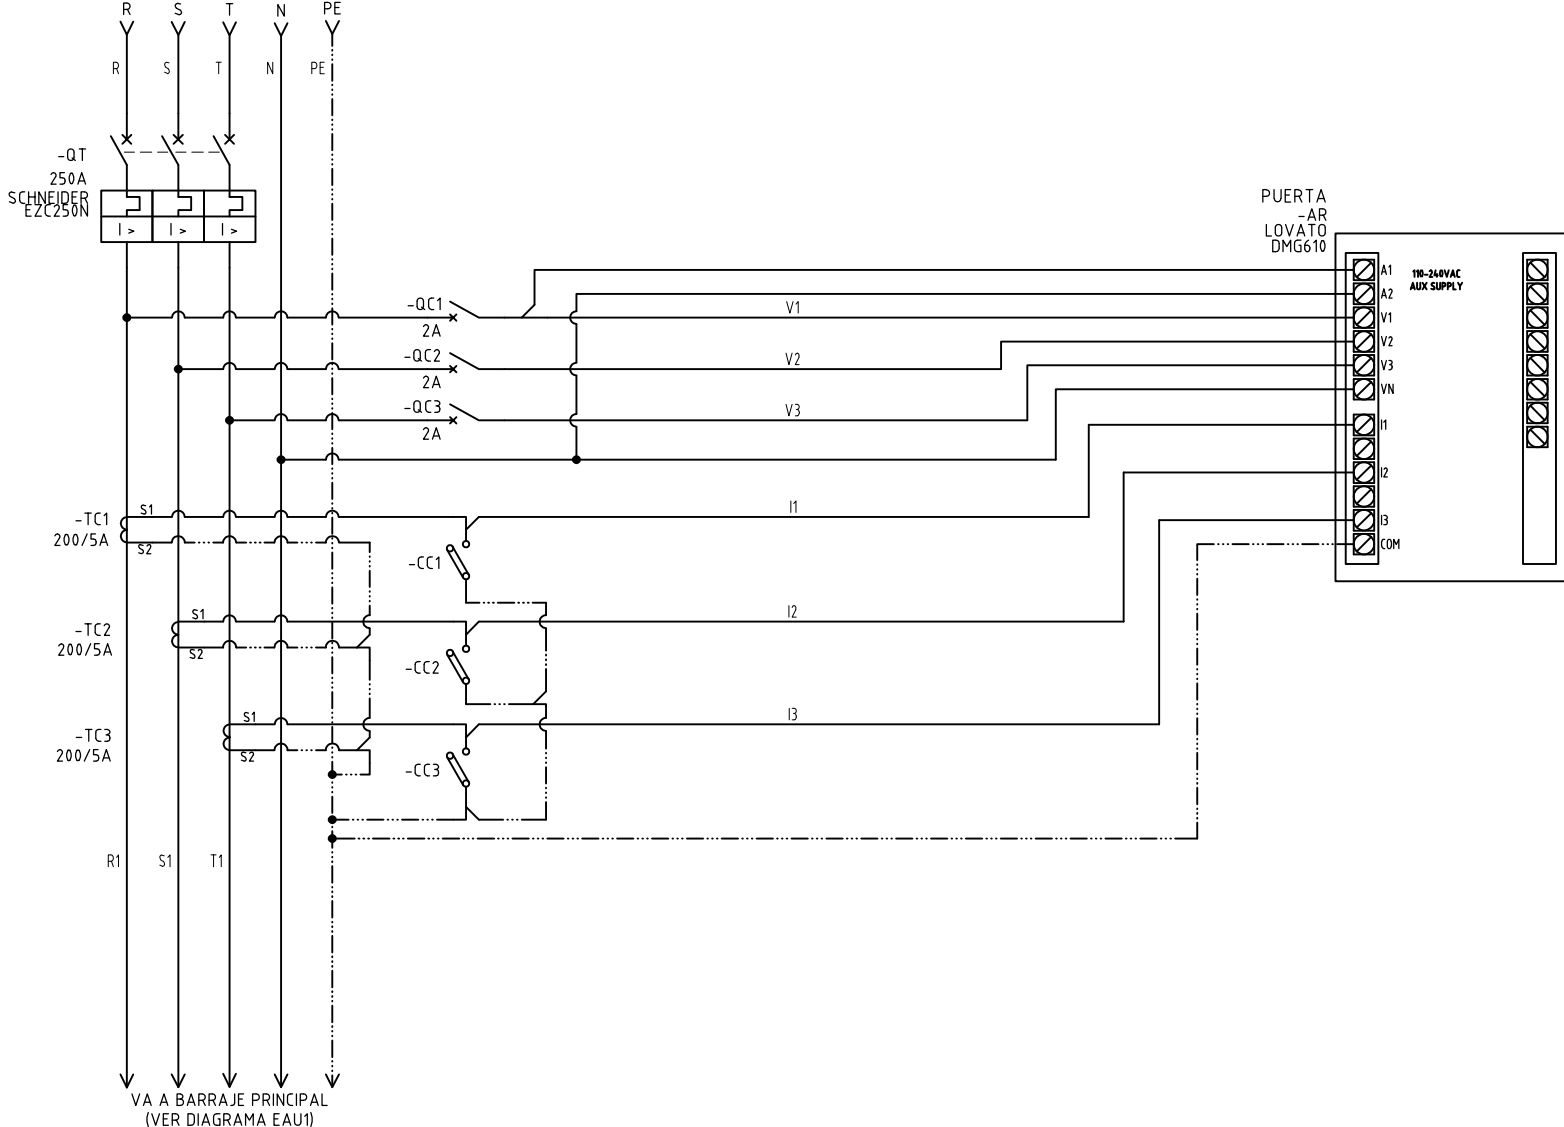 R S T N PE
R S T N PE
-QT
250A
SCHNEIDER
EZC250N
I > I > I >
PUERTA
-AR
LOVATO
DMG610
A1
110-240VAC
AUX SUPPLY
A2
V1
V2
V3
VN
I1
I2
I3
COM
-QC1
2A
V1
-QC2
2A
V2
-QC3
2A
V3
-TC1
200/5A
S1
S2
I1
-CC1
-TC2
200/5A
S1
S2
I2
-CC2
-TC3
200/5A
S1
S2
I3
-CC3
R1 S1 T1
VA A BARRAJE PRINCIPAL
(VER DIAGRAMA EAU1)